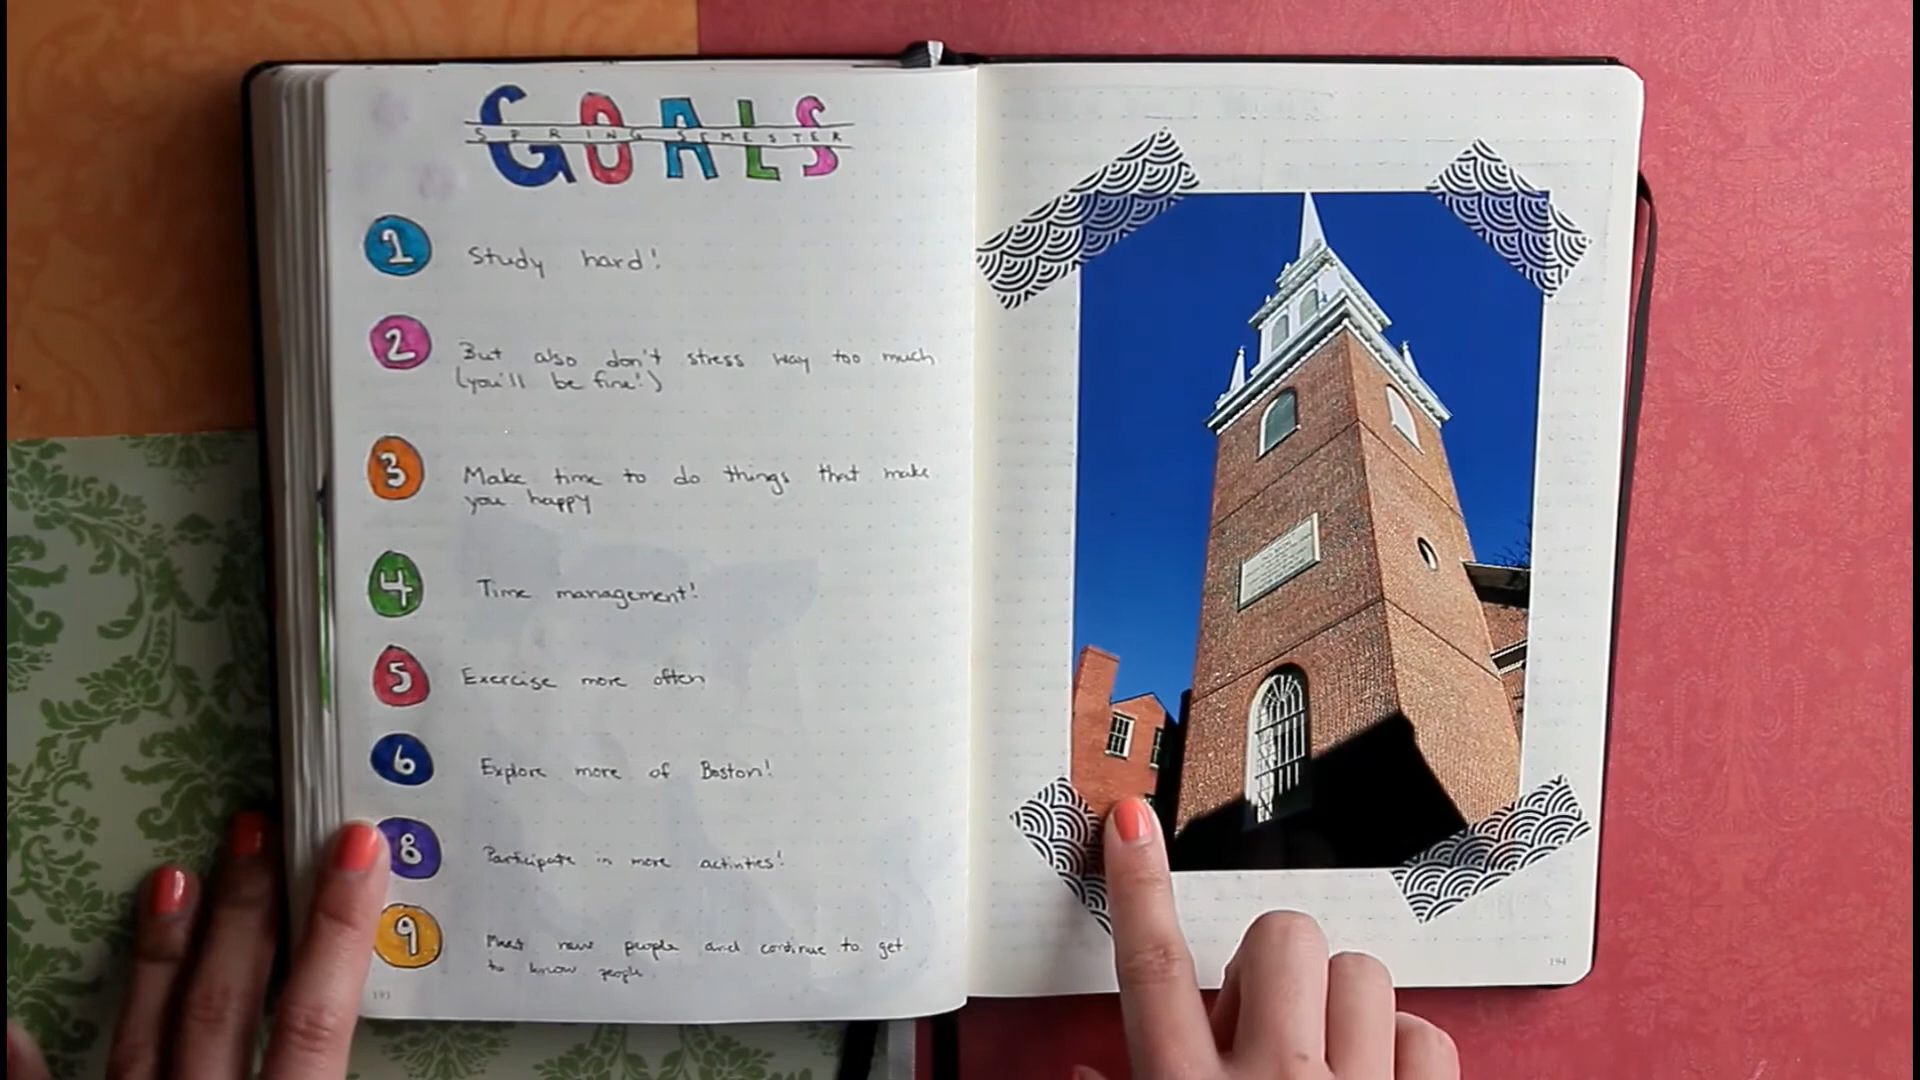 GOALS
SPRING SEMESTER
1 Study hard!
2 But also don't stress way too much
(you'll be fine!)
3 Make time to do things that make
you happy
4 Time management!
5 Exercise more often
6 Explore more of Boston!
8 Participate in more activities!
9 Meet new people and continue to get
to know people
193
194